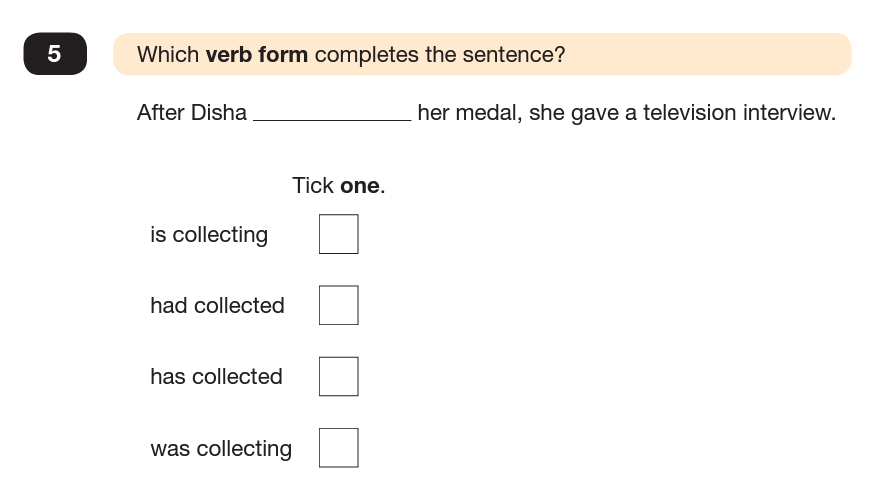 5 Which verb form completes the sentence?
After Disha ______________ her medal, she gave a television interview.
Tick one.
is collecting
had collected
has collected
was collecting